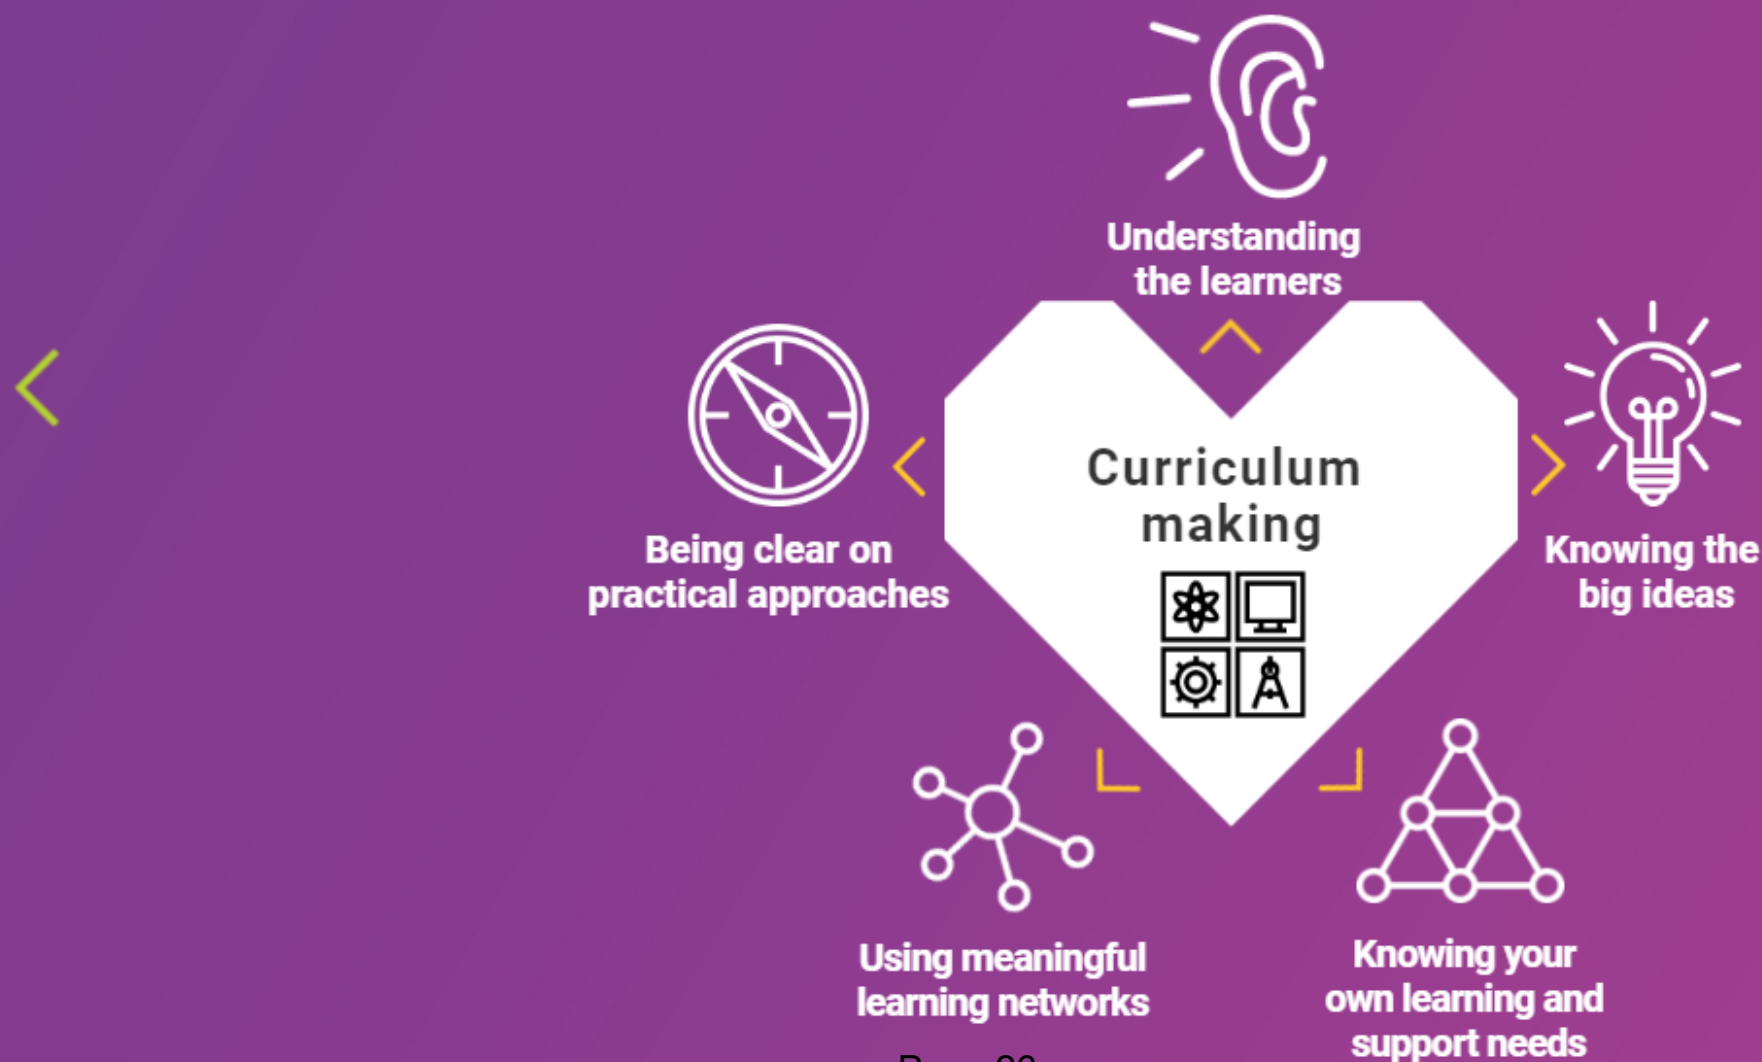 Understanding
the learners
Being clear on
practical approaches
Curriculum
making
Knowing the
big ideas
Using meaningful
learning networks
Knowing your
own learning and
support needs